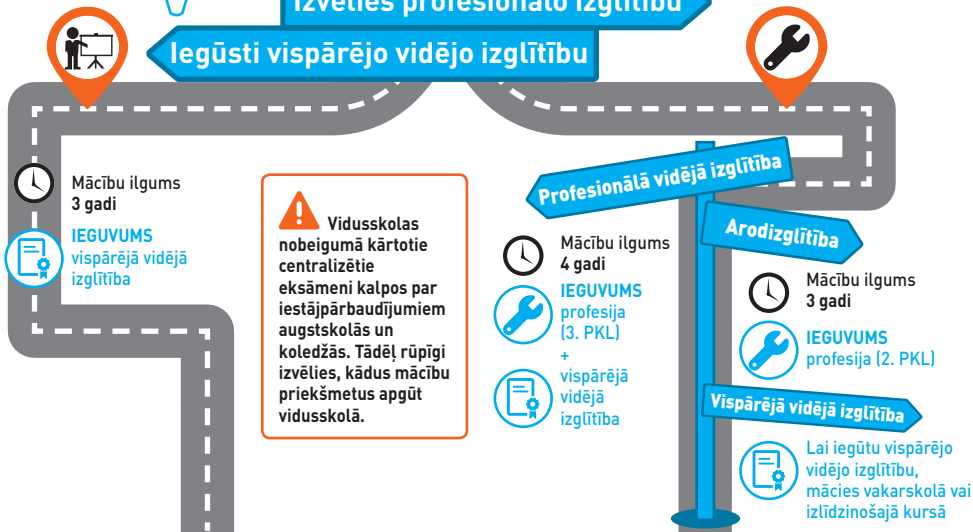 Izvēlies profesionālo izglītību
Iegūsti vispārējo vidējo izglītību
Mācību ilgums
3 gadi
IEGUVUMS
vispārējā vidējā
izglītība
Vidusskolas
nobeigumā kārtotie
centralizētie
eksāmeni kalpos par
iestājpārbaudījumiem
augstskolās un
koledžās. Tādēļ rūpīgi
izvēlies, kādus mācību
priekšmetus apgūt
vidusskolā.
Profesionālā vidējā izglītība
Mācību ilgums
4 gadi
IEGUVUMS
profesija
(3. PKL)
+
vispārējā
vidējā
izglītība
Arodizglītība
Mācību ilgums
3 gadi
IEGUVUMS
profesija (2. PKL)
Vispārējā vidējā izglītība
Lai iegūtu vispārējo
vidējo izglītību,
mācies vakarskolā vai
izlīdzinošajā kursā